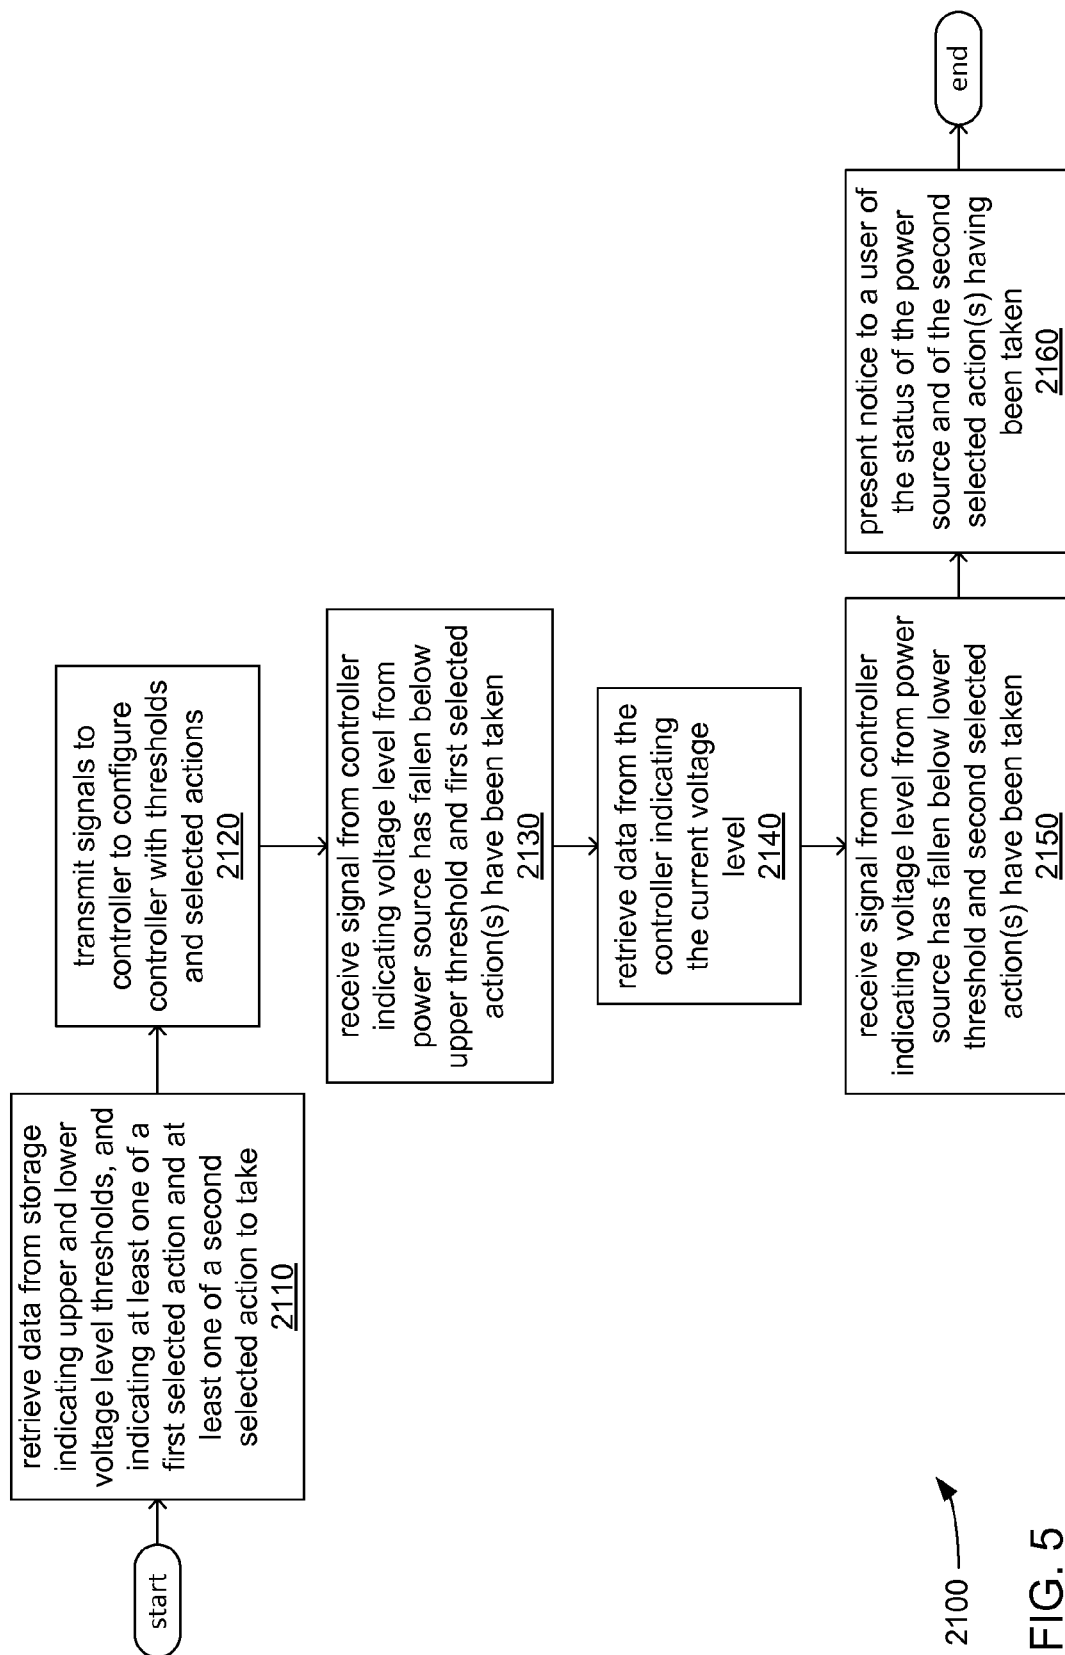 start
retrieve data from storage
indicating upper and lower
voltage level thresholds, and
indicating at least one of a
first selected action and at
least one of a second
selected action to take
2110
transmit signals to
controller to configure
controller with thresholds
and selected actions
2120
receive signal from controller
indicating voltage level from
power source has fallen below
upper threshold and first selected
action(s) have been taken
2130
retrieve data from the
controller indicating
the current voltage
level
2140
receive signal from controller
indicating voltage level from power
source has fallen below lower
threshold and second selected
action(s) have been taken
2150
present notice to a user of
the status of the power
source and of the second
selected action(s) having
been taken
2160
end
2100
FIG. 5